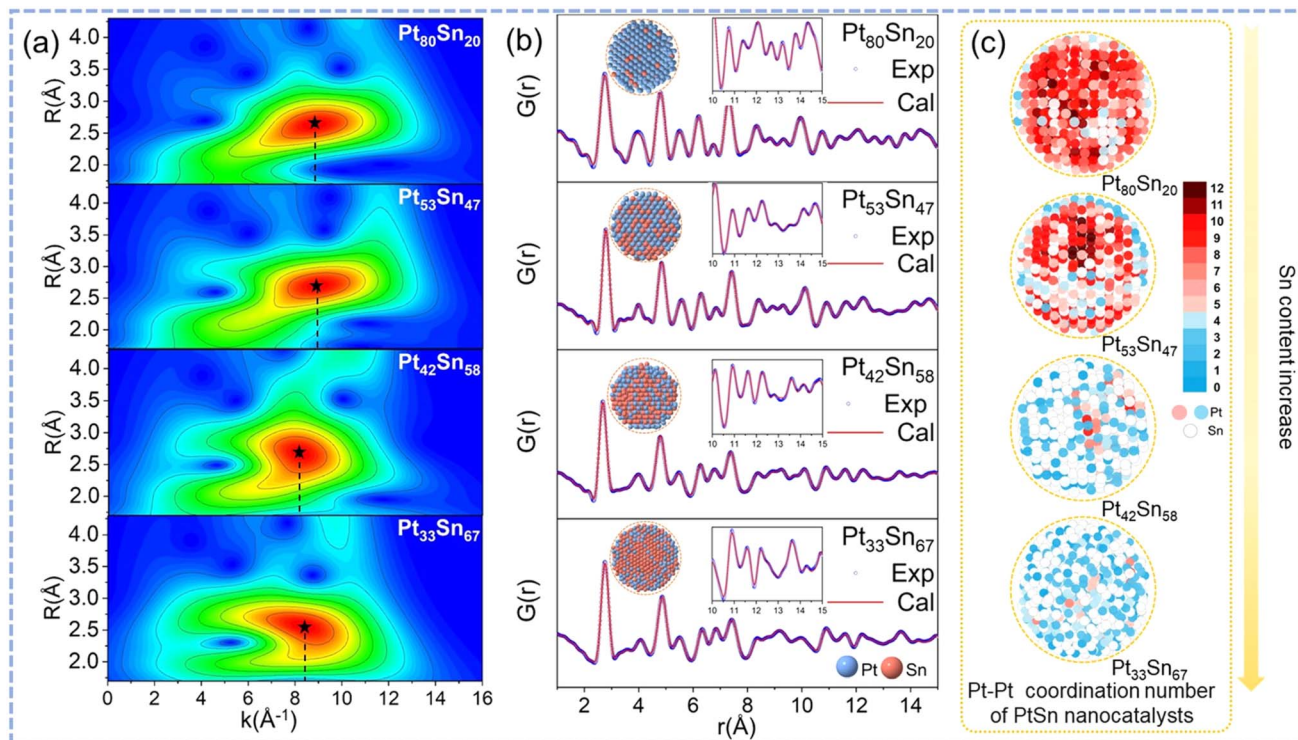 (a)
Pt₈₀Sn₂₀
4.0
3.5
3.0
2.5
2.0
R(Å)
Pt₅₃Sn₄₇
4.0
3.5
3.0
2.5
2.0
R(Å)
Pt₄₂Sn₅₈
4.0
3.5
3.0
2.5
2.0
R(Å)
Pt₃₃Sn₆₇
4.0
3.5
3.0
2.5
2.0
R(Å)
0 2 4 6 8 10 12 14 16
k(Å⁻¹)
(b)
G(r)
10 11 12 13 14 15
Pt₈₀Sn₂₀
Exp
Cal
G(r)
10 11 12 13 14 15
Pt₅₃Sn₄₇
Exp
Cal
G(r)
10 11 12 13 14 15
Pt₄₂Sn₅₈
Exp
Cal
G(r)
10 11 12 13 14 15
Pt₃₃Sn₆₇
Exp
Cal
Pt Sn
2 4 6 8 10 12 14
r(Å)
(c)
Pt₈₀Sn₂₀
Pt₅₃Sn₄₇
Pt₄₂Sn₅₈
Pt₃₃Sn₆₇
12
11
10
9
8
7
6
5
4
3
2
1
0
Pt
Sn
Pt-Pt coordination number
of PtSn nanocatalysts
Sn content increase